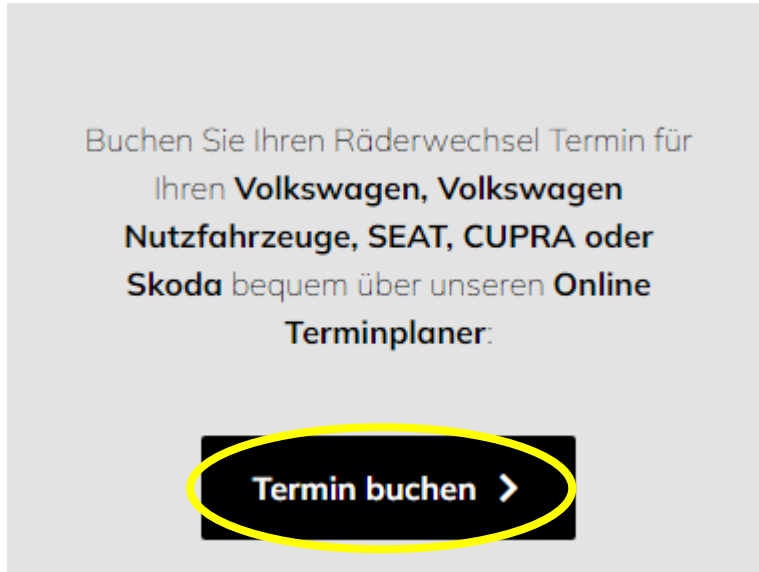 Buchen Sie Ihren Räderwechsel Termin für
Ihren Volkswagen, Volkswagen
Nutzfahrzeuge, SEAT, CUPRA oder
Skoda bequem über unseren Online
Terminplaner:
Termin buchen